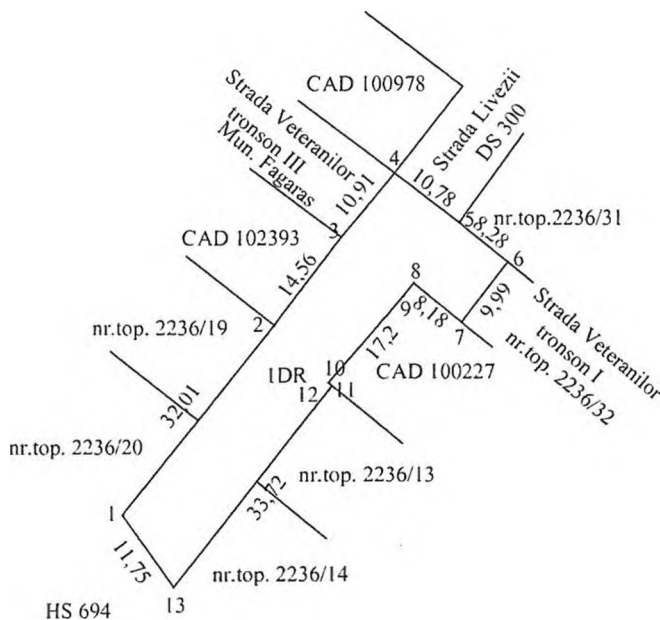 CAD 100978
Strada Veteranilor
tronson III
Mun. Fagaras
Strada Livezii
DS 300
4
10,91
10,78
3
5
8,28
nr.top.2236/31
6
CAD 102393
14,56
8
9,99
Strada Veteranilor
tronson I
nr.top. 2236/32
9
8,18
7
2
nr.top. 2236/19
17,2
1DR
10
CAD 100227
12
11
32,01
nr.top. 2236/20
nr.top. 2236/13
33,72
1
11,75
nr.top. 2236/14
13
HS 694